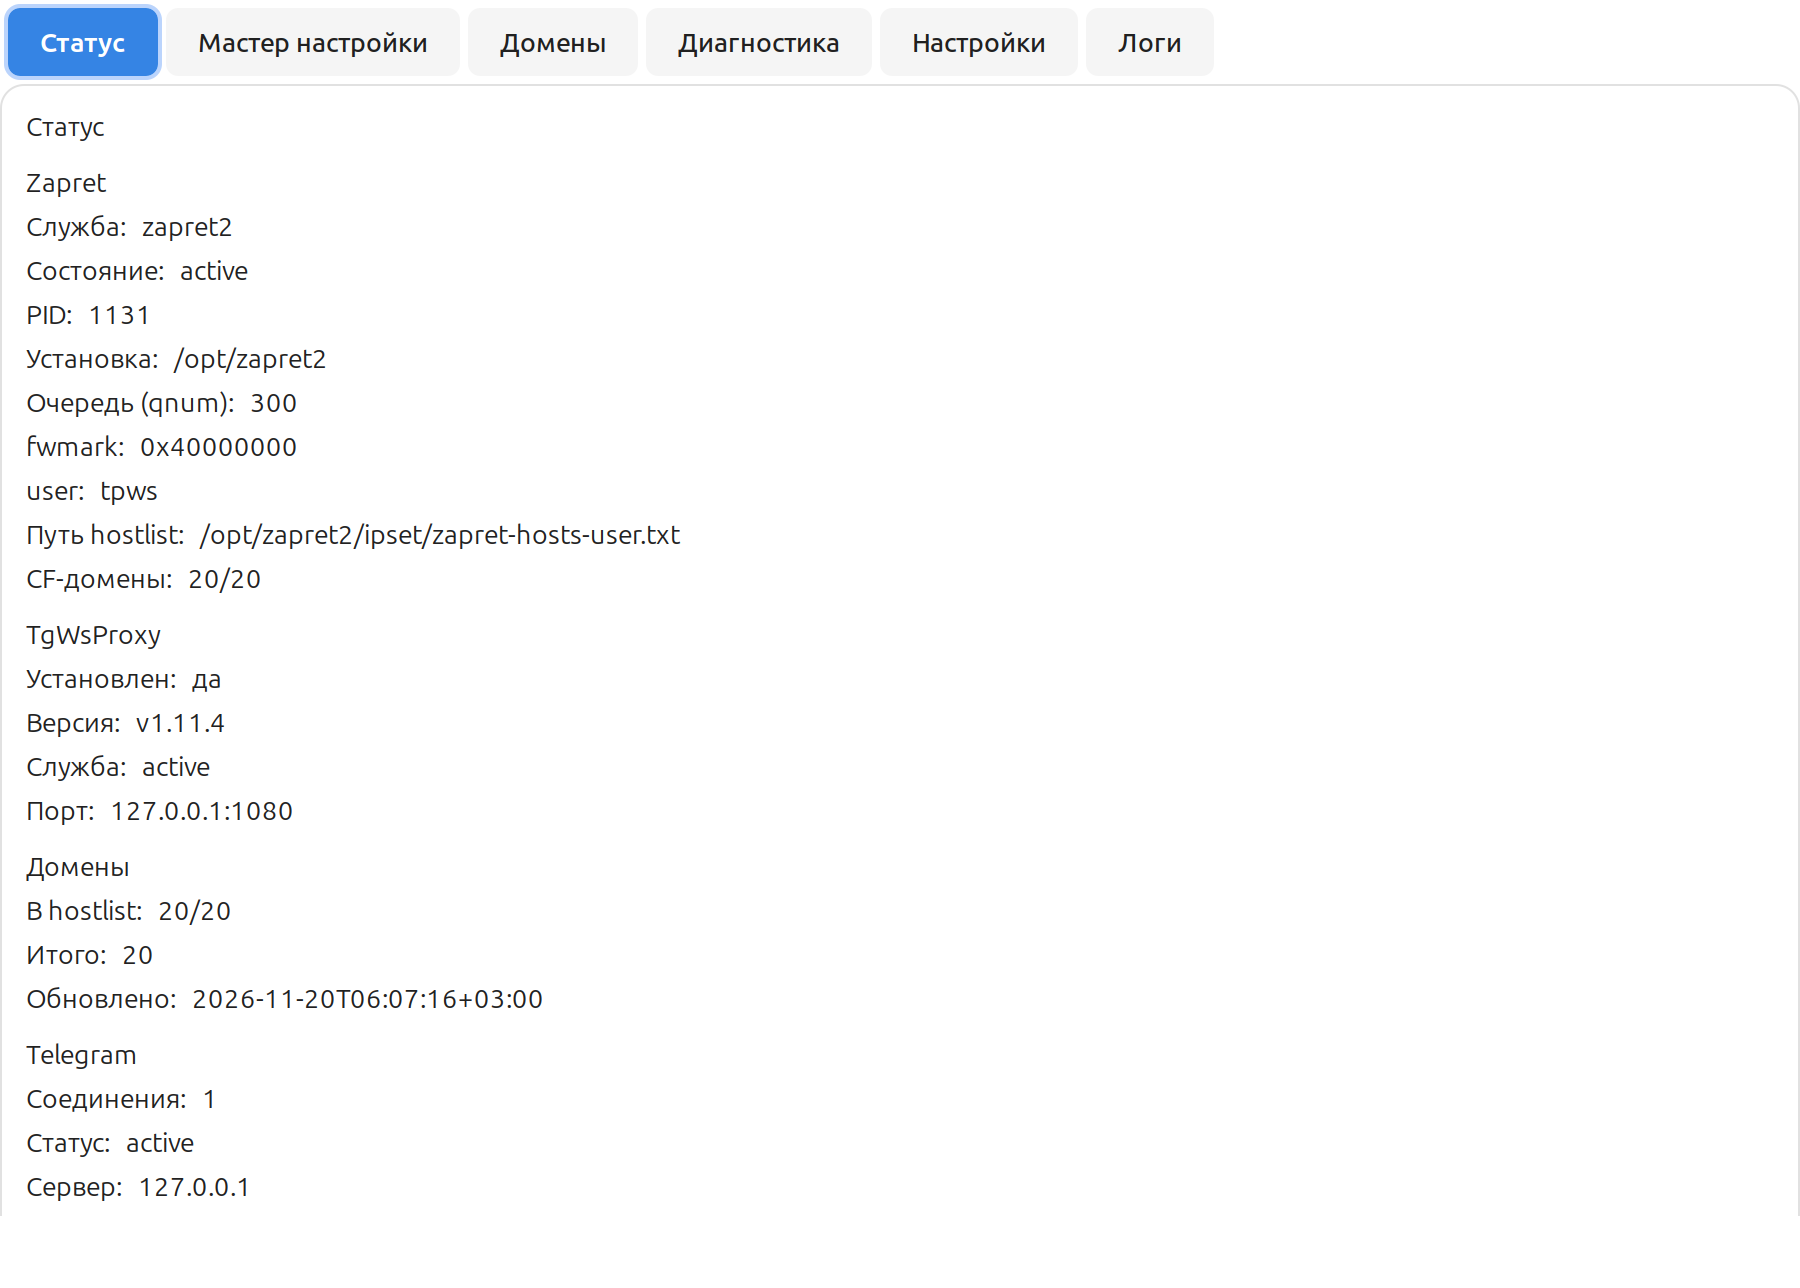 Статус Мастер настройки Домены Диагностика Настройки Логи
Статус
Zapret
Служба: zapret2
Состояние: active
PID: 1131
Установка: /opt/zapret2
Очередь (qnum): 300
fwmark: 0x40000000
user: tpws
Путь hostlist: /opt/zapret2/ipset/zapret-hosts-user.txt
CF-домены: 20/20
TgWsProxy
Установлен: да
Версия: v1.11.4
Служба: active
Порт: 127.0.0.1:1080
Домены
В hostlist: 20/20
Итого: 20
Обновлено: 2026-11-20T06:07:16+03:00
Telegram
Соединения: 1
Статус: active
Сервер: 127.0.0.1